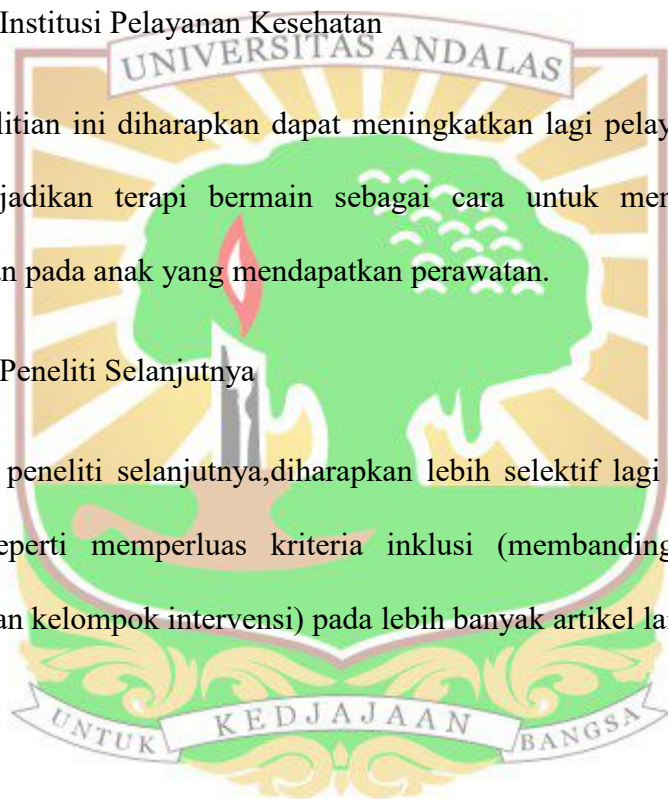 Institusi Pelayanan Kesehatan
UNIVERSITAS ANDALAS
litian ini diharapkan dapat meningkatkan lagi pelay
jadikan terapi bermain sebagai cara untuk men
n pada anak yang mendapatkan perawatan.
Peneliti Selanjutnya
peneliti selanjutnya,diharapkan lebih selektif lagi
eperti memperluas kriteria inklusi (membanding
an kelompok intervensi) pada lebih banyak artikel la
UNTUK KEDJAJAAN BANGSA